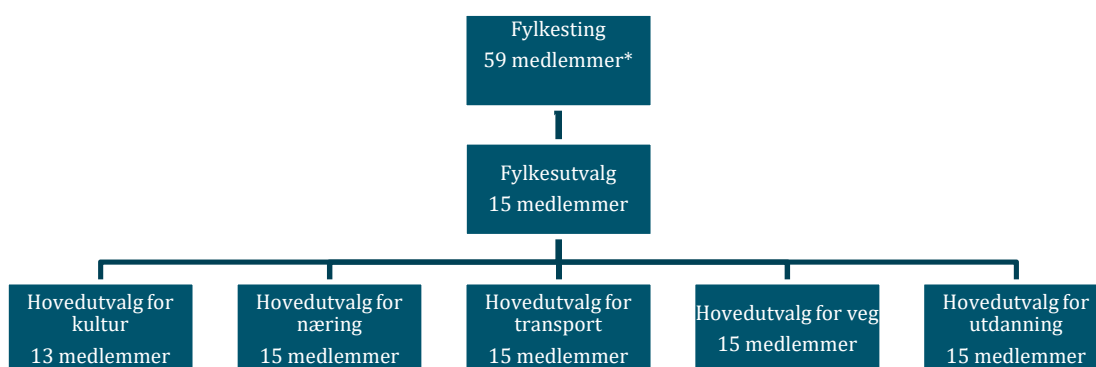 Fylkesting
59 medlemmer*
Fylkesutvalg
15 medlemmer
Hovedutvalg for
kultur
13 medlemmer
Hovedutvalg for
næring
15 medlemmer
Hovedutvalg for
transport
15 medlemmer
Hovedutvalg for veg
15 medlemmer
Hovedutvalg for
utdanning
15 medlemmer